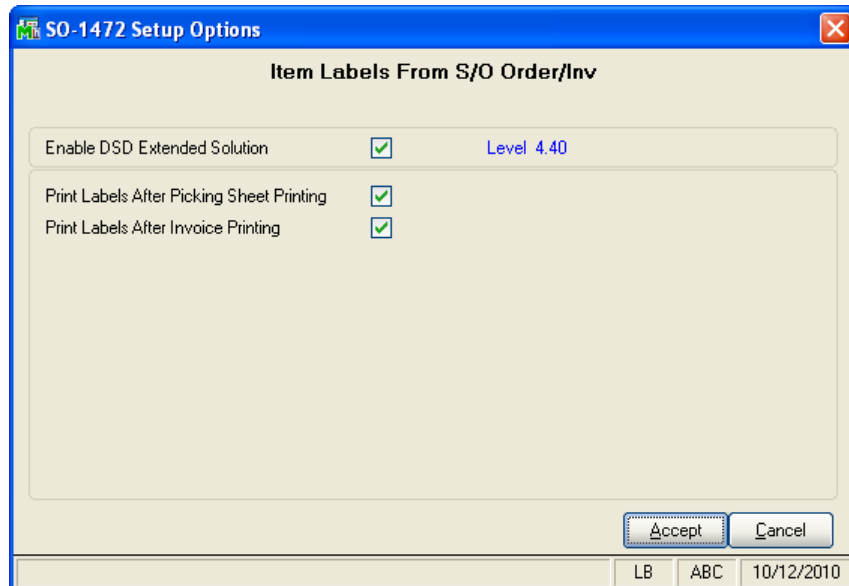 SO-1472 Setup Options
Item Labels From S/O Order/Inv
Enable DSD Extended Solution Level 4.40
Print Labels After Picking Sheet Printing
Print Labels After Invoice Printing
Accept Cancel
LB ABC 10/12/2010